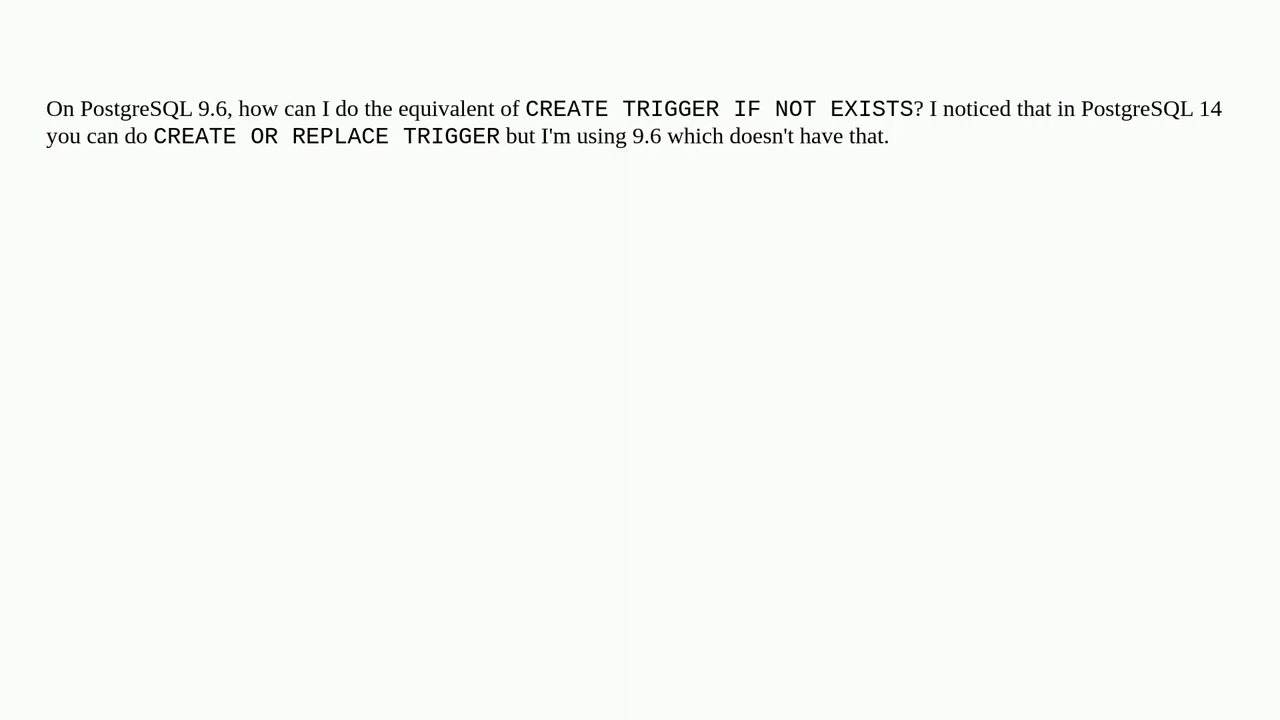 On PostgreSQL 9.6, how can I do the equivalent of CREATE TRIGGER IF NOT EXISTS? I noticed that in PostgreSQL 14
you can do CREATE OR REPLACE TRIGGER but I'm using 9.6 which doesn't have that.